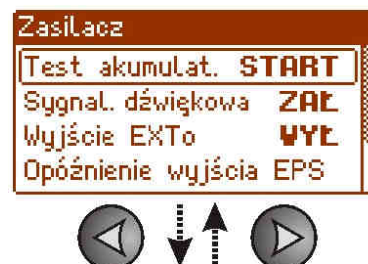 Zasilacz
Test akumulat. START
Sygnal. dźwiękowa ZAŁ
Wyjście EXTo WYŁ
Opóźnienie wyjścia EPS